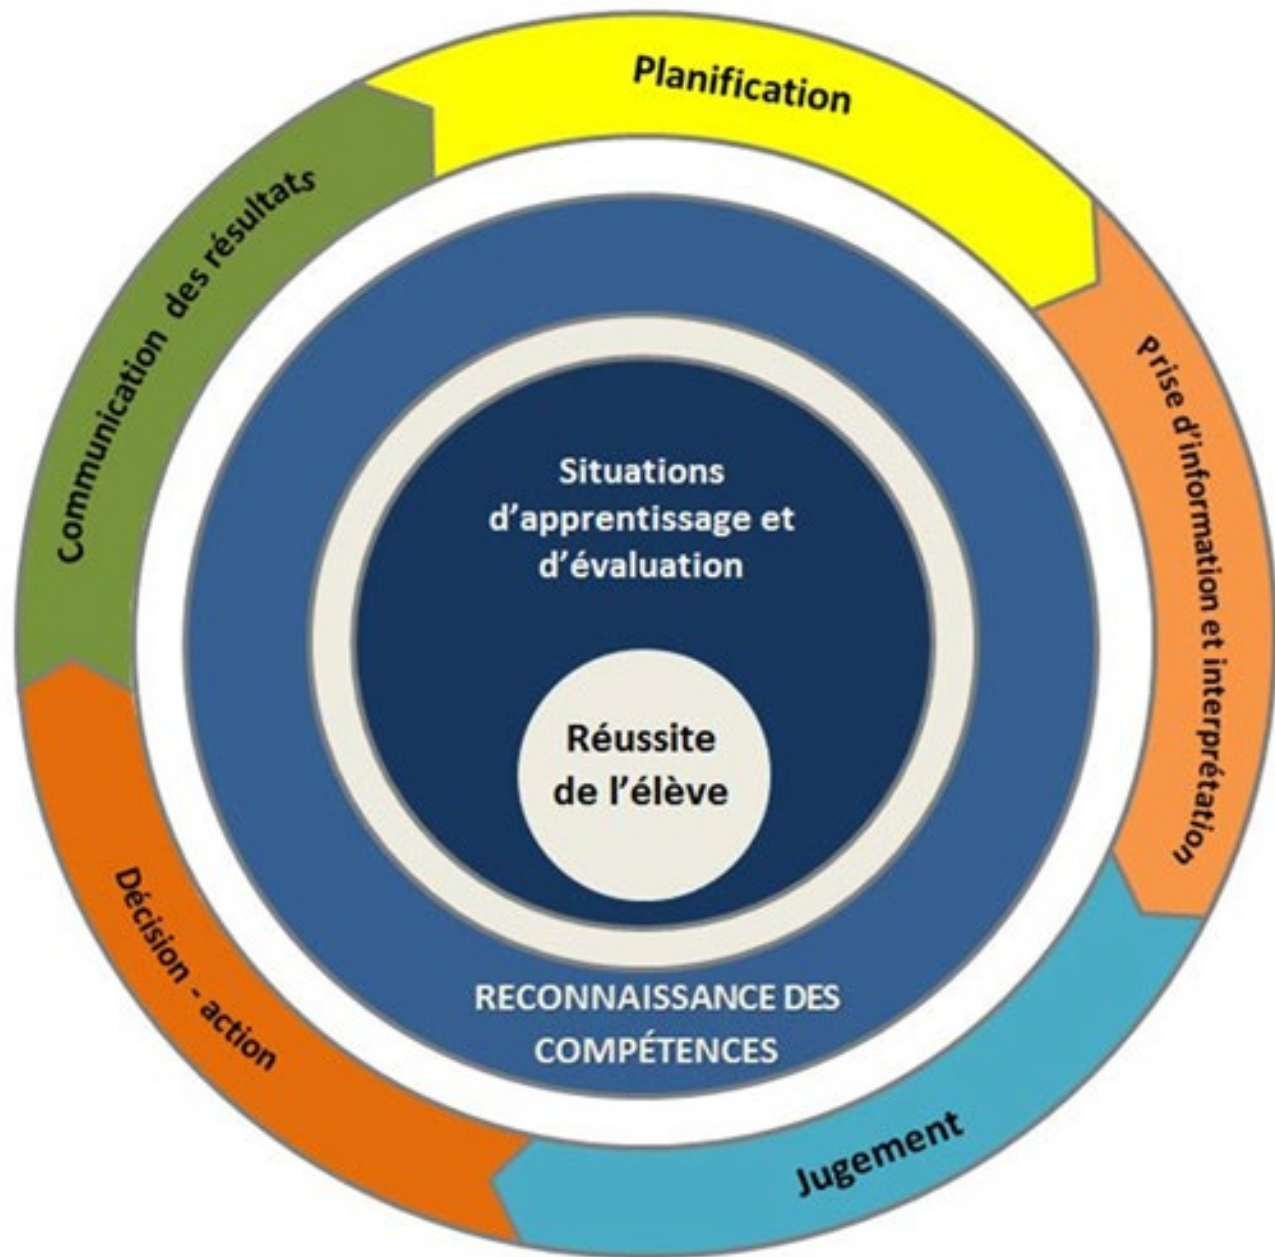 Planification
Prise d'information et interprétation
Jugement
Décision - action
Communication des résultats
Situations
d'apprentissage et
d'évaluation
Réussite
de l'élève
RECONNAISSANCE DES
COMPÉTENCES